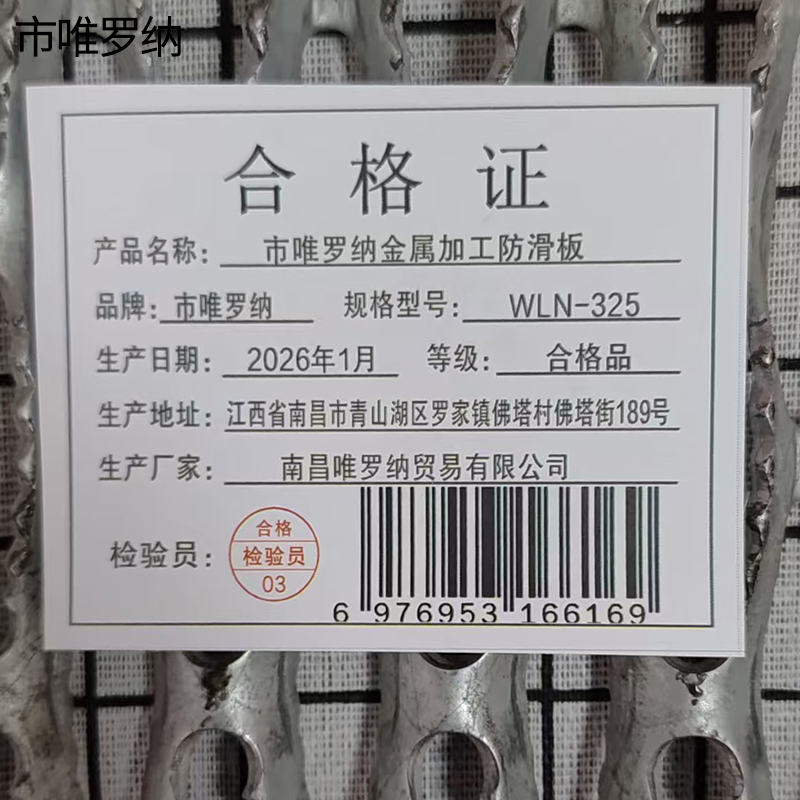 市唯罗纳
合格证
产品名称：市唯罗纳金属加工防滑板
品牌：市唯罗纳 规格型号：WLN-325
生产日期：2026年1月 等级：合格品
生产地址：江西省南昌市青山湖区罗家镇佛塔村佛塔街189号
生产厂家：南昌唯罗纳贸易有限公司
检验员：
合格
检验员
03
6 976953 166169